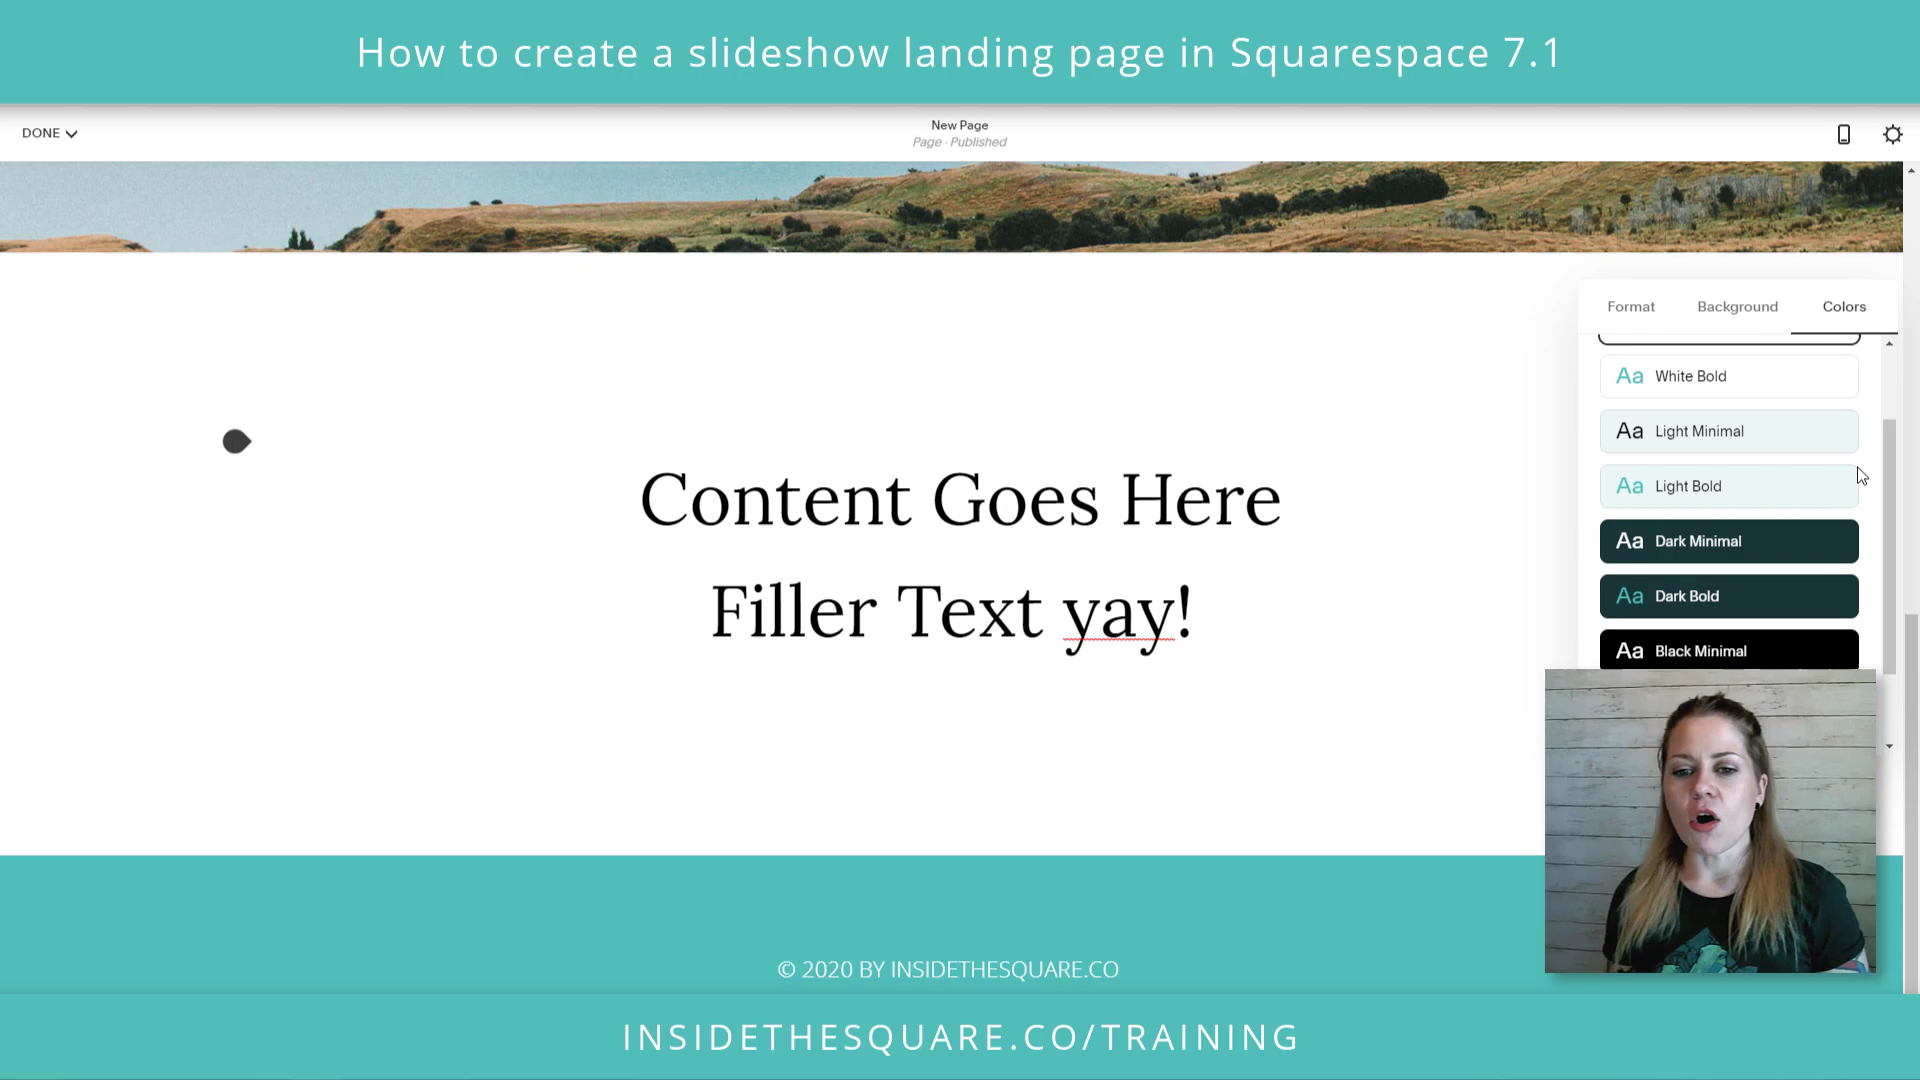 How to create a slideshow landing page in Squarespace 7.1
DONE
New Page
Page · Published
Format
Background
Colors
Aa White Bold
Aa Light Minimal
Aa Light Bold
Aa Dark Minimal
Aa Dark Bold
Aa Black Minimal
Content Goes Here
Filler Text yay!
© 2020 BY INSIDETHESQUARE.CO
INSIDETHESQUARE.CO/TRAINING